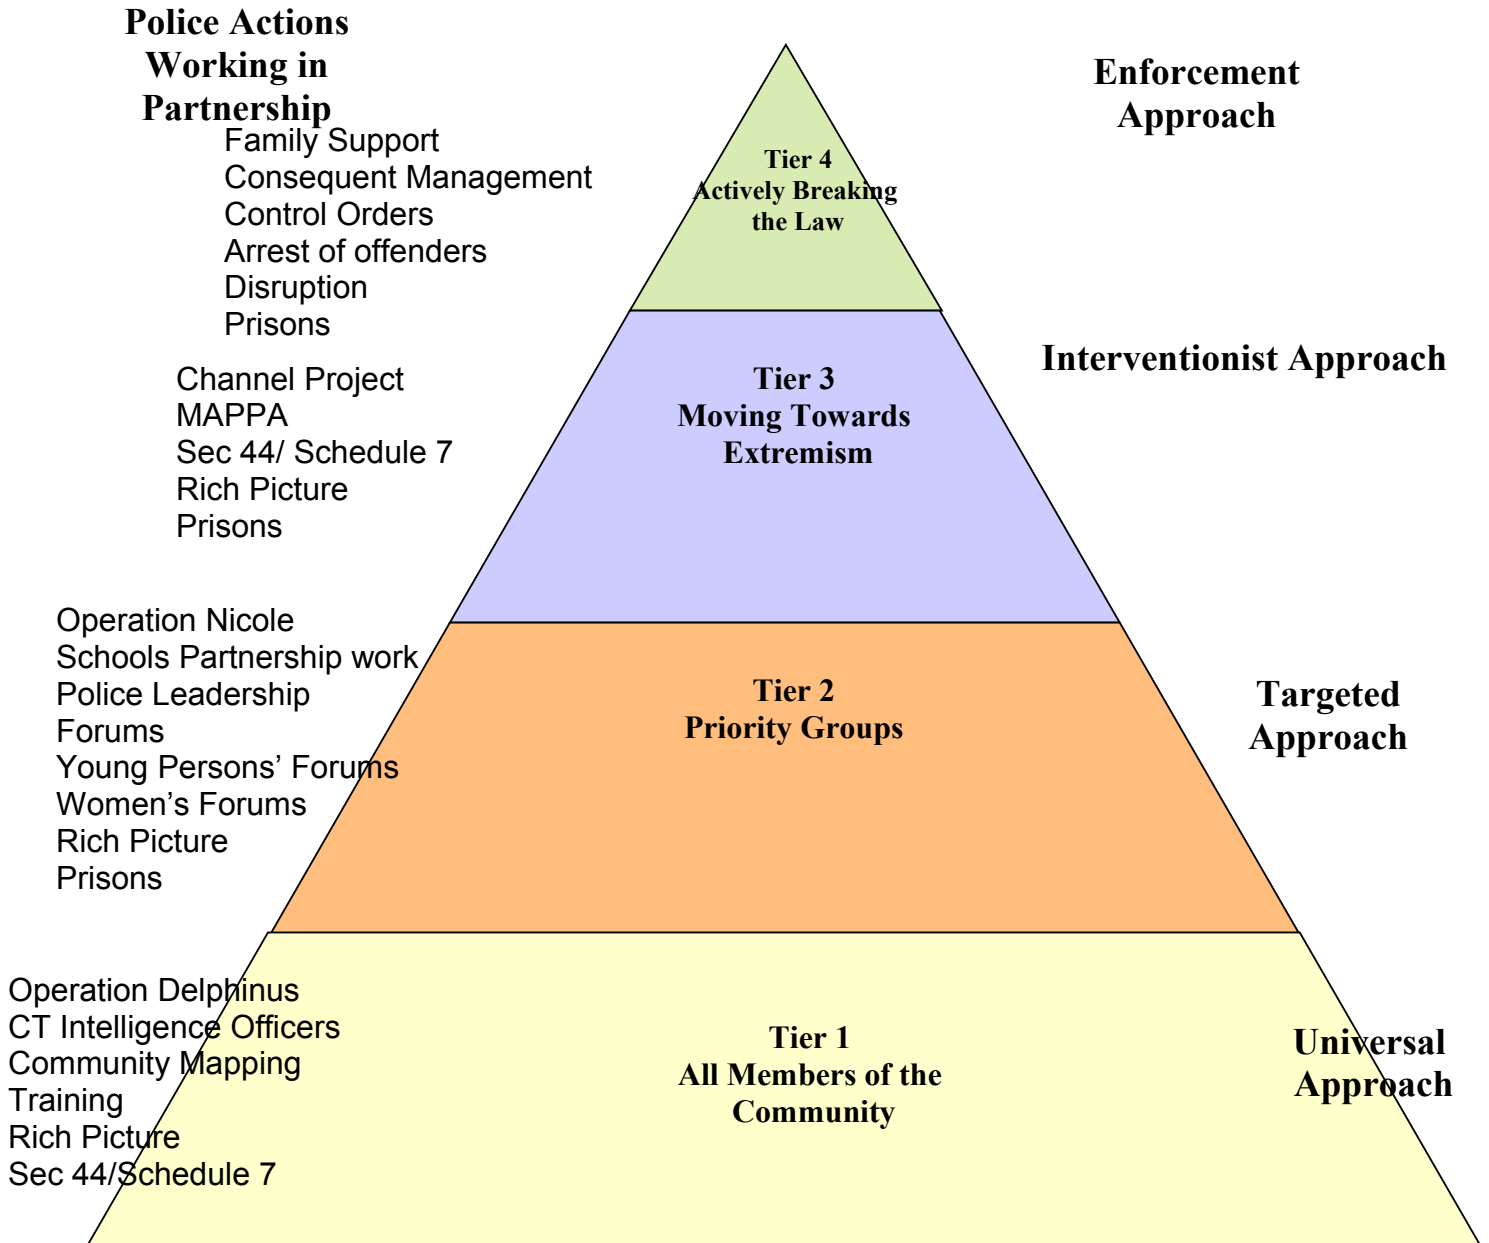 Police Actions
Working in
Partnership
Family Support
Consequent Management
Control Orders
Arrest of offenders
Disruption
Prisons
Tier 4
Actively Breaking
the Law
Enforcement
Approach
Channel Project
MAPPA
Sec 44/ Schedule 7
Rich Picture
Prisons
Tier 3
Moving Towards
Extremism
Interventionist Approach
Operation Nicole
Schools Partnership work
Police Leadership
Forums
Young Persons’ Forums
Women’s Forums
Rich Picture
Prisons
Tier 2
Priority Groups
Targeted
Approach
Operation Delphinus
CT Intelligence Officers
Community Mapping
Training
Rich Picture
Sec 44/Schedule 7
Tier 1
All Members of the
Community
Universal
Approach